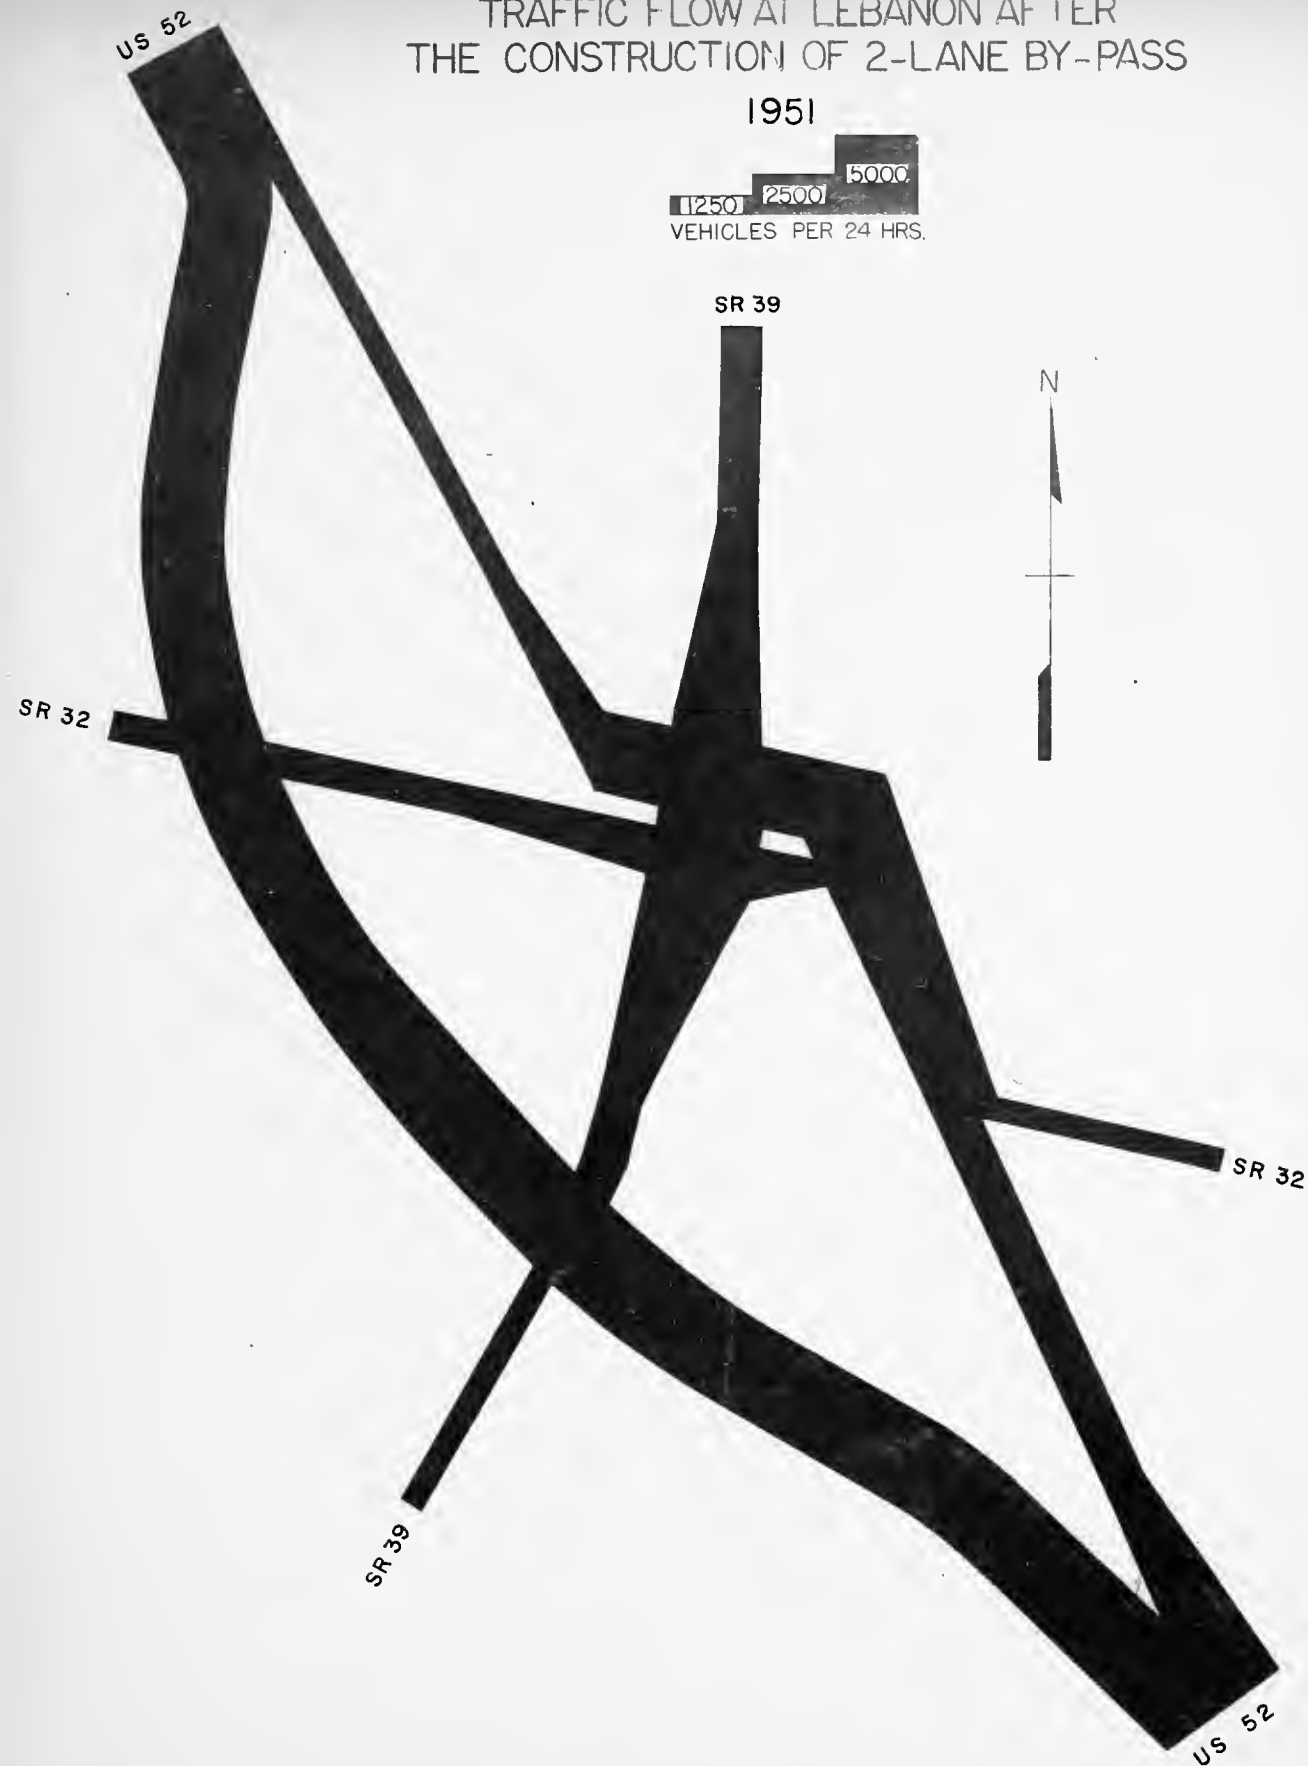 TRAFFIC FLOW AT LEBANON AFTER
THE CONSTRUCTION OF 2-LANE BY-PASS
1951
1250 2500 5000
VEHICLES PER 24 HRS.
US 52
SR 39
N
SR 32
SR 32
SR 39
US 52